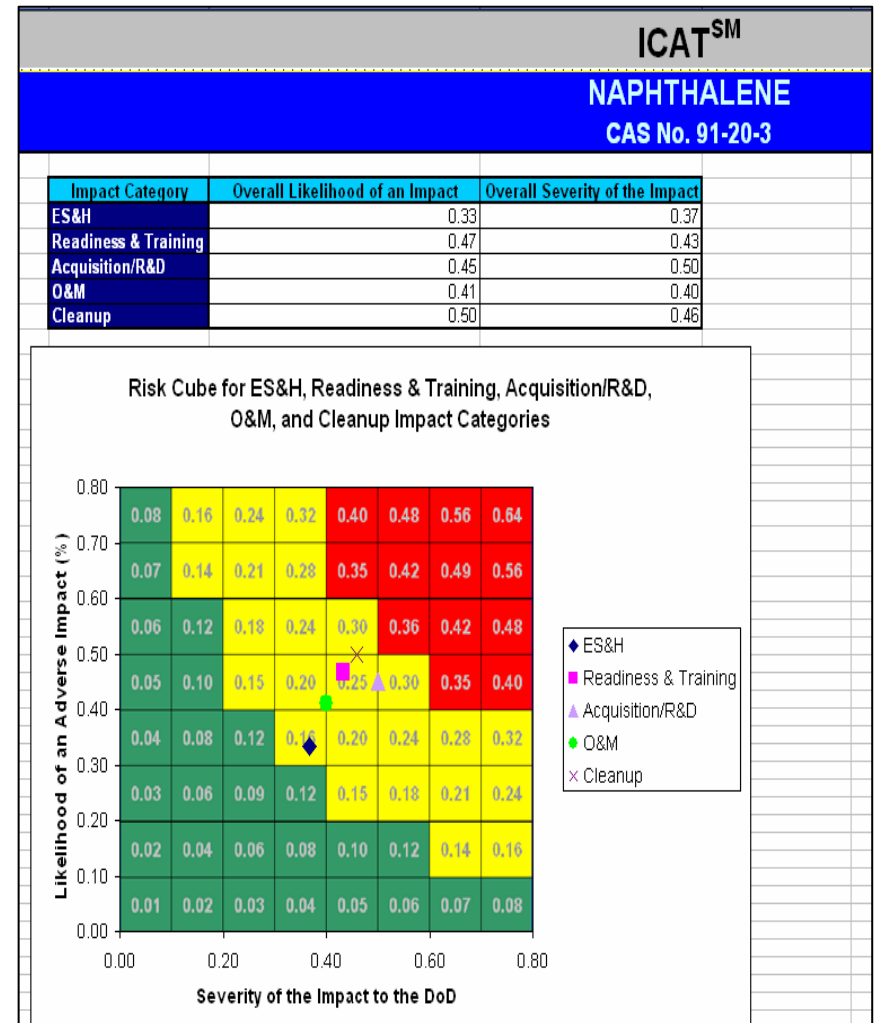 ICAT℠
NAPHTHALENE
CAS No. 91-20-3
Impact Category Overall Likelihood of an Impact Overall Severity of the Impact
ES&H 0.33 0.37
Readiness & Training 0.47 0.43
Acquisition/R&D 0.45 0.50
O&M 0.41 0.40
Cleanup 0.50 0.46
Risk Cube for ES&H, Readiness & Training, Acquisition/R&D,
O&M, and Cleanup Impact Categories
Likelihood of an Adverse Impact (%)
0.80
0.08 0.16 0.24 0.32 0.40 0.48 0.56 0.64
0.70
0.07 0.14 0.21 0.28 0.35 0.42 0.49 0.56
0.60
0.06 0.12 0.18 0.24 0.30 0.36 0.42 0.48
0.50
0.05 0.10 0.15 0.20 0.25 0.30 0.35 0.40
0.40
0.04 0.08 0.12 0.16 0.20 0.24 0.28 0.32
0.30
0.03 0.06 0.09 0.12 0.15 0.18 0.21 0.24
0.20
0.02 0.04 0.06 0.08 0.10 0.12 0.14 0.16
0.10
0.01 0.02 0.03 0.04 0.05 0.06 0.07 0.08
0.00
0.00 0.20 0.40 0.60 0.80
Severity of the Impact to the DoD
ES&H
Readiness & Training
Acquisition/R&D
O&M
Cleanup